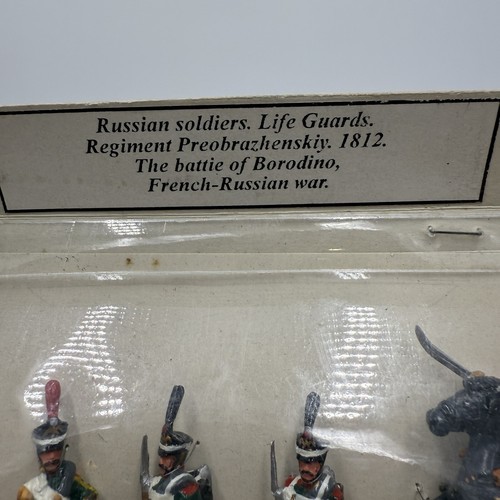 Russian soldiers. Life Guards.
Regiment Preobrazhenskiy. 1812.
The battie of Borodino,
French-Russian war.